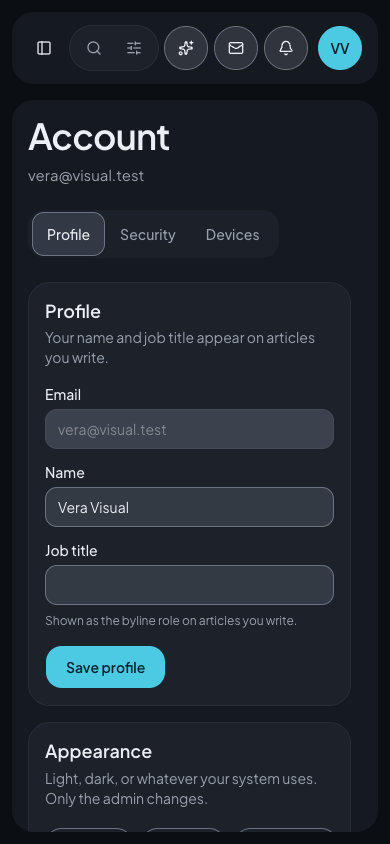 VV
Account
vera@visual.test
Profile
Security
Devices
Profile
Your name and job title appear on articles
you write.
Email
vera@visual.test
Name
Vera Visual
Job title
Shown as the byline role on articles you write.
Save profile
Appearance
Light, dark, or whatever your system uses.
Only the admin changes.